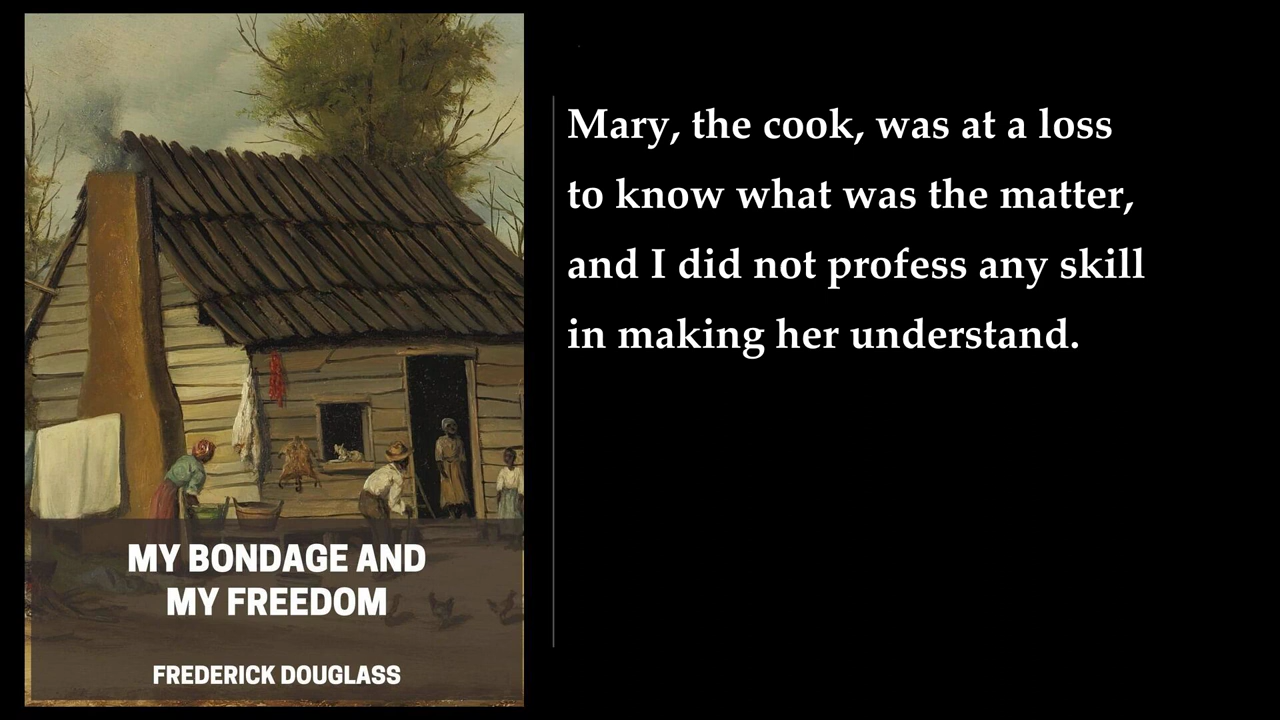 MY BONDAGE AND
MY FREEDOM
FREDERICK DOUGLASS
Mary, the cook, was at a loss
to know what was the matter,
and I did not profess any skill
in making her understand.